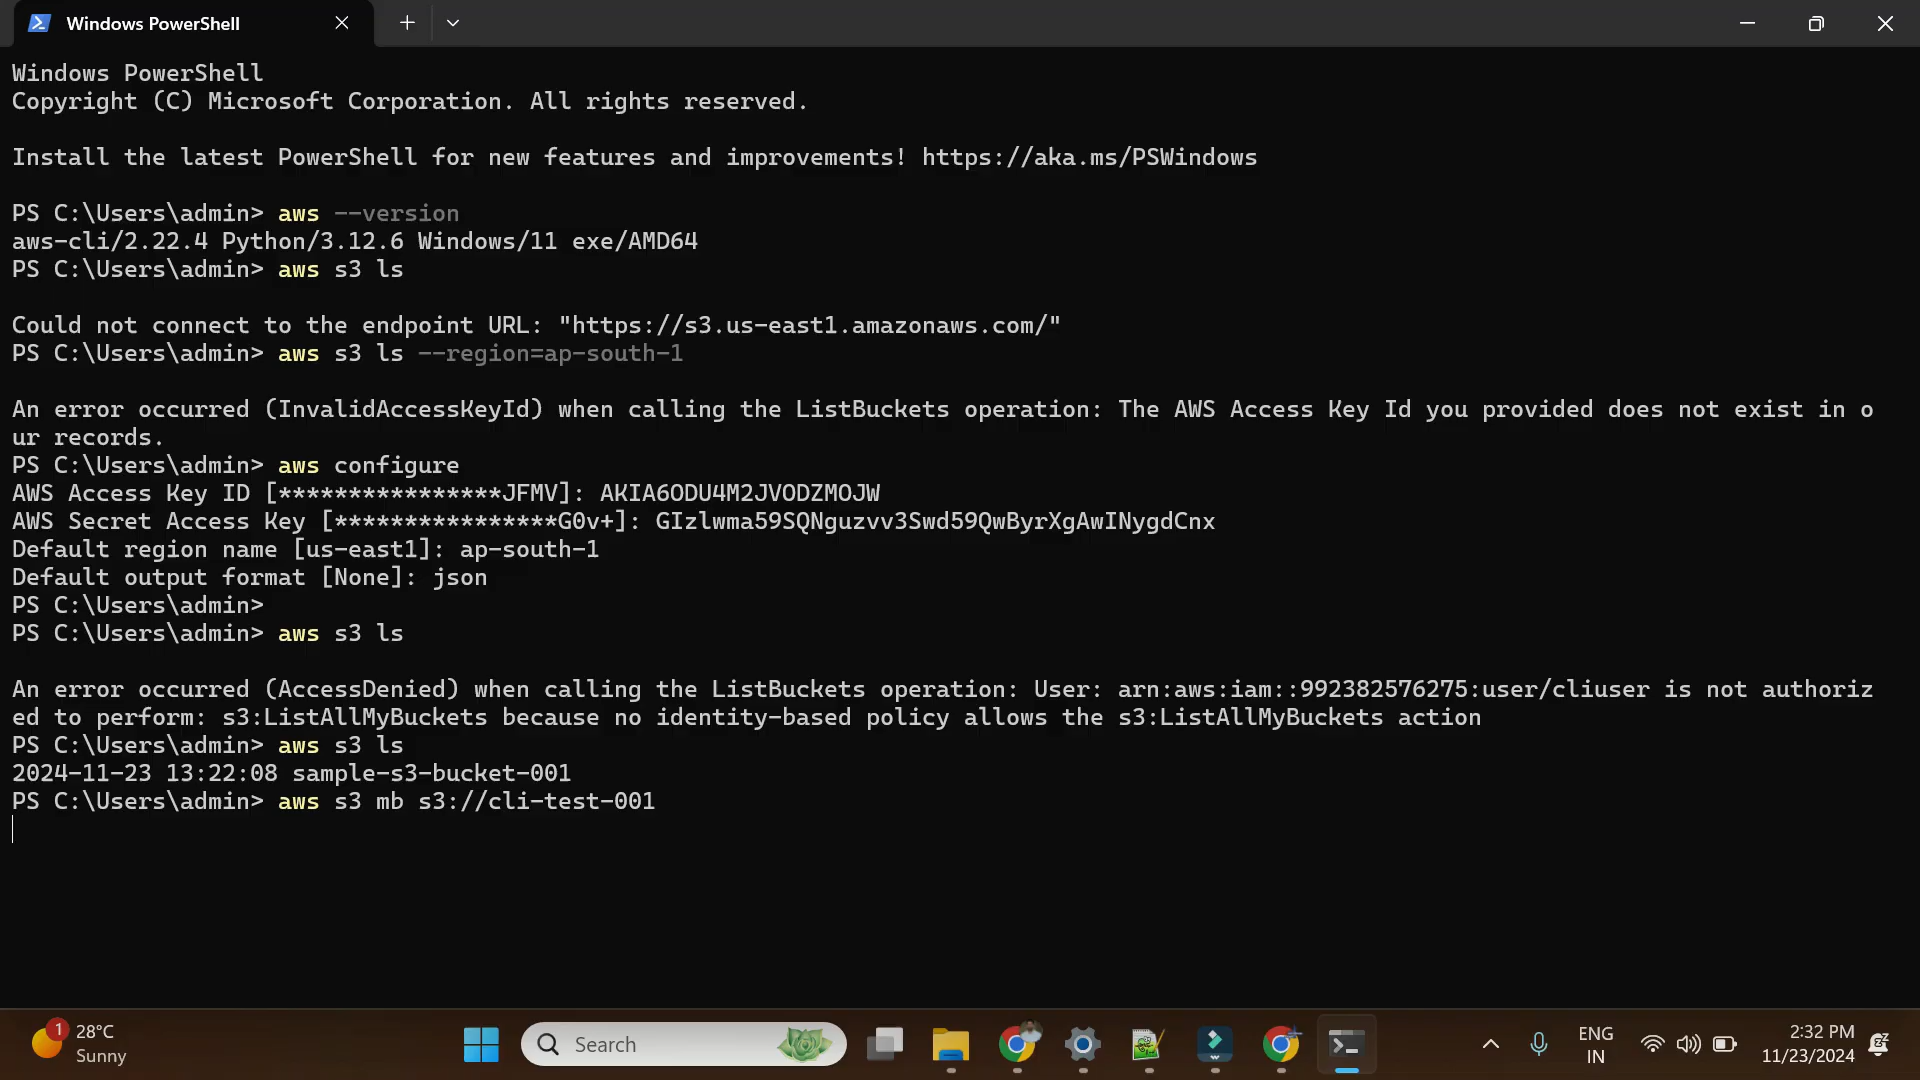 Windows PowerShell
Windows PowerShell
Copyright (C) Microsoft Corporation. All rights reserved.
Install the latest PowerShell for new features and improvements! https://aka.ms/PSWindows
PS C:\Users\admin> aws --version
aws-cli/2.22.4 Python/3.12.6 Windows/11 exe/AMD64
PS C:\Users\admin> aws s3 ls
Could not connect to the endpoint URL: "https://s3.us-east1.amazonaws.com/"
PS C:\Users\admin> aws s3 ls --region=ap-south-1
An error occurred (InvalidAccessKeyId) when calling the ListBuckets operation: The AWS Access Key Id you provided does not exist in o
ur records.
PS C:\Users\admin> aws configure
AWS Access Key ID [****************JFMV]: AKIA6ODU4M2JVODZMOJW
AWS Secret Access Key [****************G0v+]: 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
Default region name [us-east1]: ap-south-1
Default output format [None]: json
PS C:\Users\admin>
PS C:\Users\admin> aws s3 ls
An error occurred (AccessDenied) when calling the ListBuckets operation: User: arn:aws:iam::992382576275:user/cliuser is not authoriz
ed to perform: s3:ListAllMyBuckets because no identity-based policy allows the s3:ListAllMyBuckets action
PS C:\Users\admin> aws s3 ls
2024-11-23 13:22:08 sample-s3-bucket-001
PS C:\Users\admin> aws s3 mb s3://cli-test-001
1
28°C
Sunny
Search
ENG
IN
2:32 PM
11/23/2024